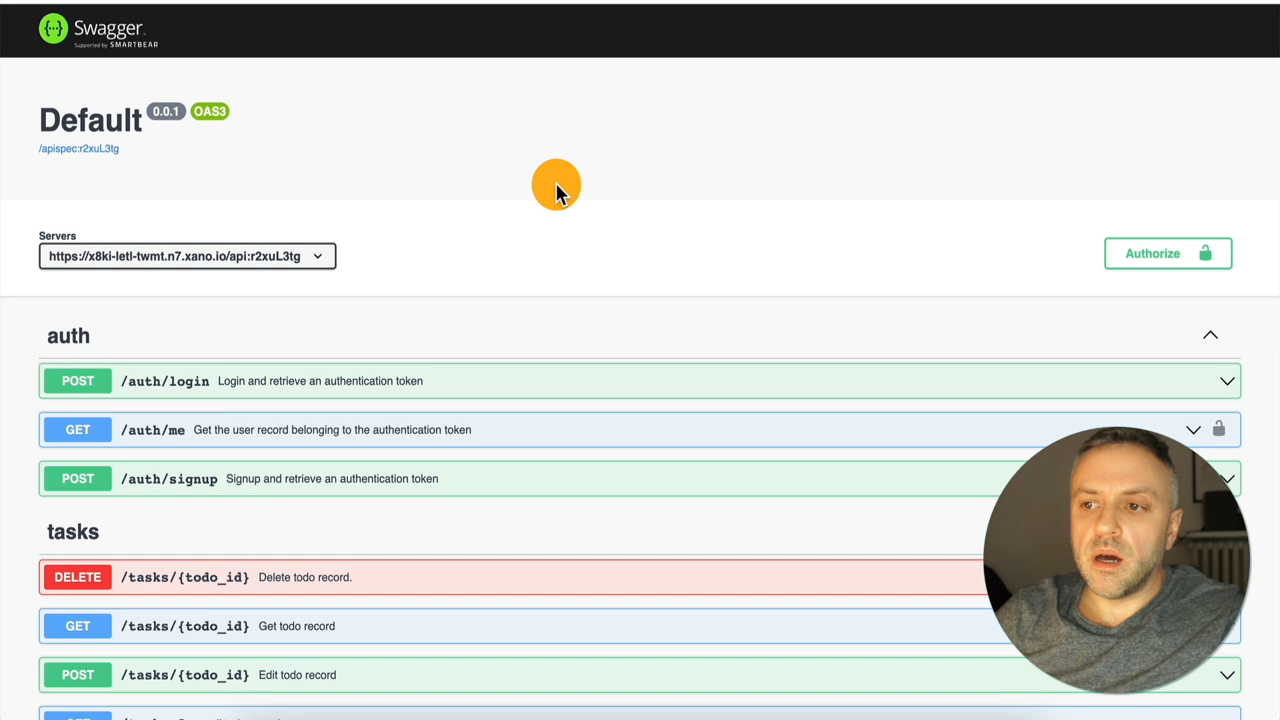 Swagger.
Supported by SMARTBEAR
Default 0.0.1 OAS3
/apispec:r2xuL3tg
Servers
https://x8ki-letl-twmt.n7.xano.io/api:r2xuL3tg
Authorize
auth
POST /auth/login Login and retrieve an authentication token
GET /auth/me Get the user record belonging to the authentication token
POST /auth/signup Signup and retrieve an authentication token
tasks
DELETE /tasks/{todo_id} Delete todo record.
GET /tasks/{todo_id} Get todo record
POST /tasks/{todo_id} Edit todo record